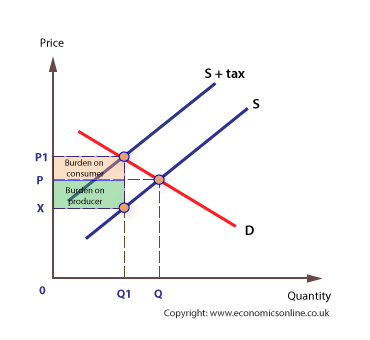 Price
S + tax
S
P1
Burden on
consumer
P
Burden on
producer
X
D
0
Q1
Q
Quantity
Copyright: www.economicsonline.co.uk